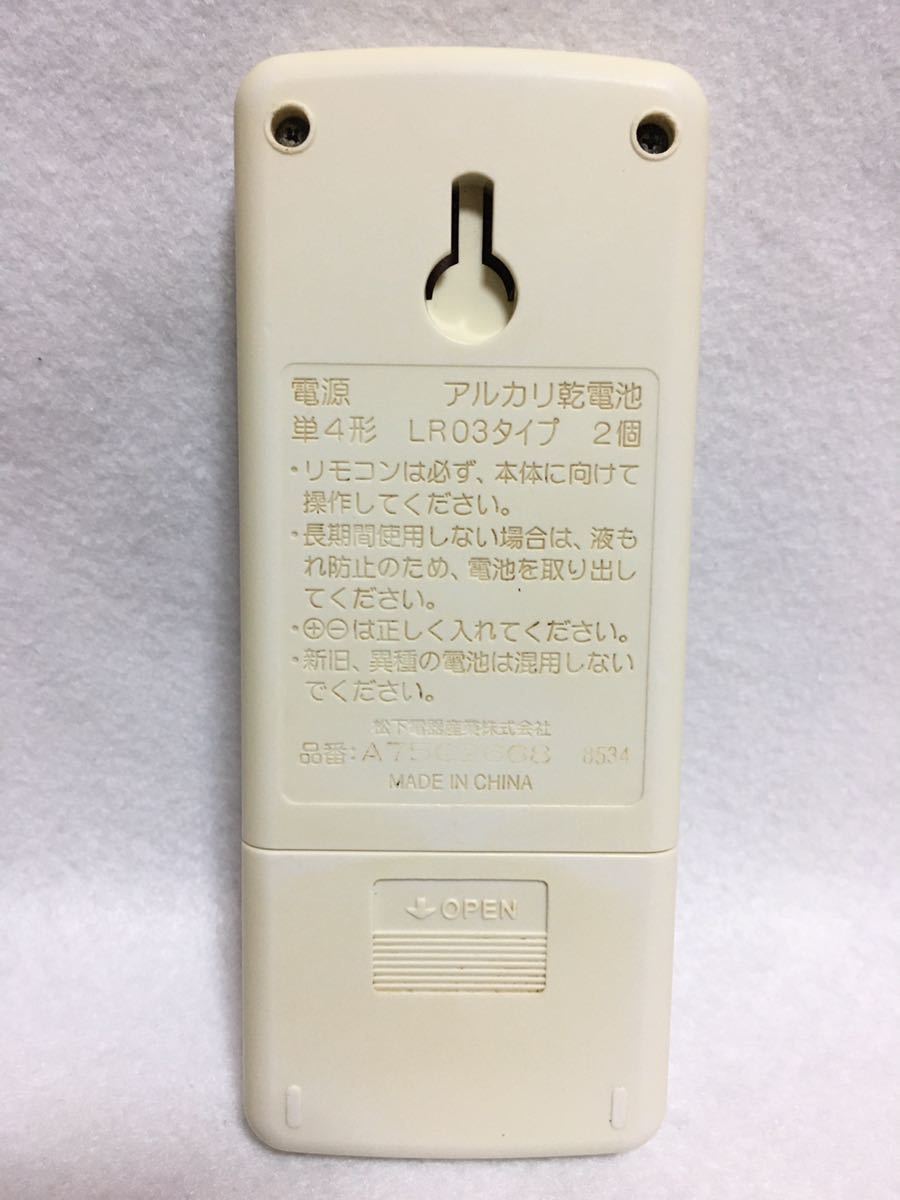 電源 アルカリ乾電池
単4形 LR03タイプ 2個
・リモコンは必ず、本体に向けて
操作してください。
・長期間使用しない場合は、液も
れ防止のため、電池を取り出し
てください。
・⊕⊖は正しく入れてください。
・新旧、異種の電池は混用しない
でください。
松下電器産業株式会社
品番：A75C2668 8534
MADE IN CHINA
↓OPEN